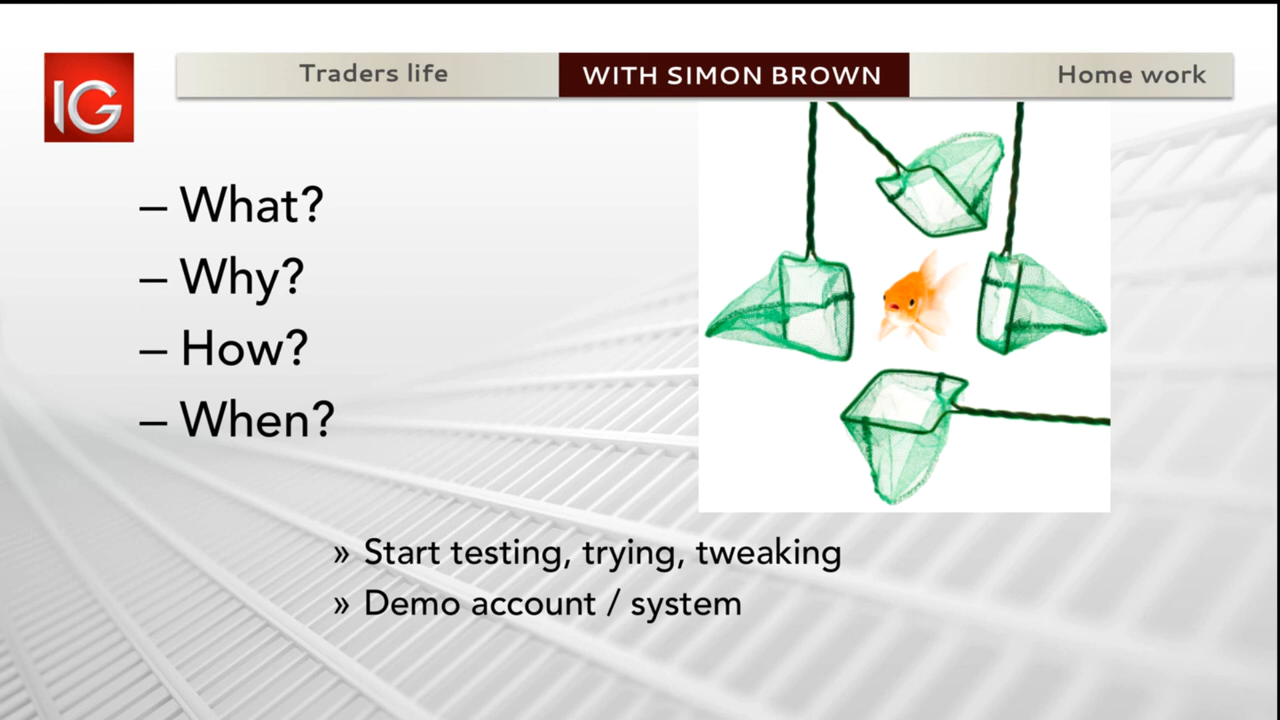 IG
Traders life
WITH SIMON BROWN
Home work
– What?
– Why?
– How?
– When?
» Start testing, trying, tweaking
» Demo account / system